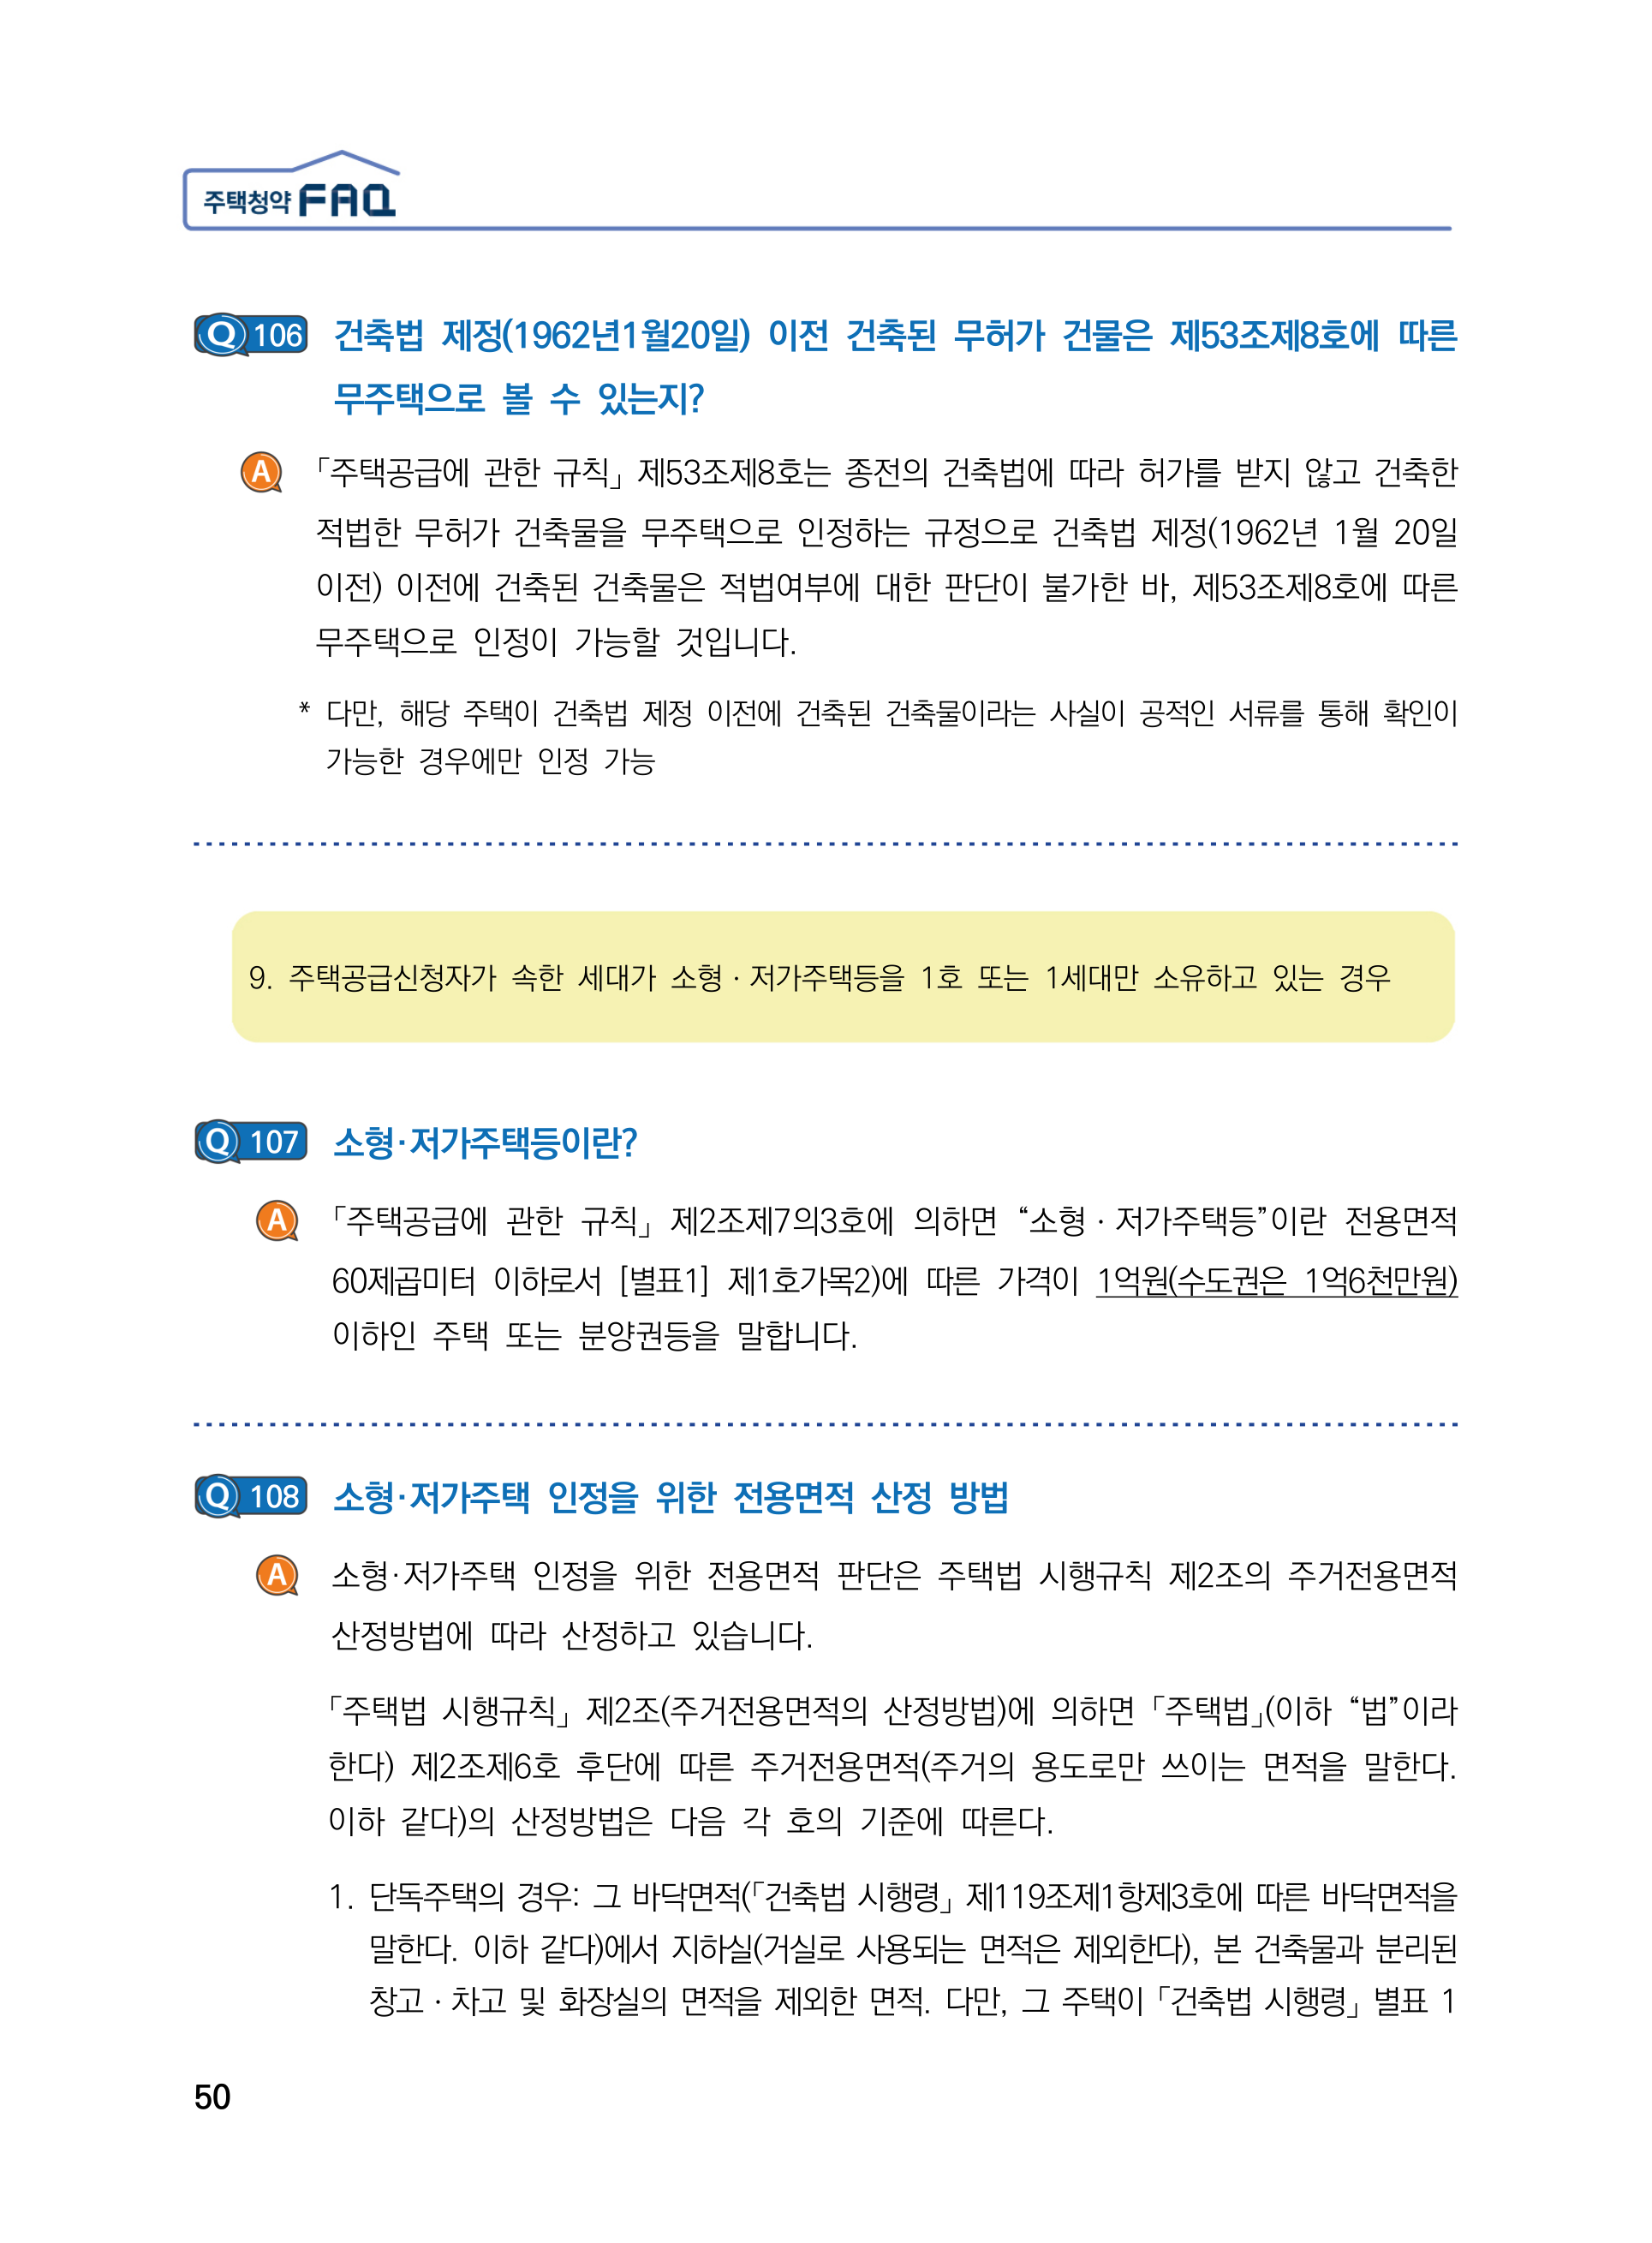 주택청약 FAQ
Q 106 건축법 제정(1962년1월20일) 이전 건축된 무허가 건물은 제53조제8호에 따른
무주택으로 볼 수 있는지?
A 「주택공급에 관한 규칙」 제53조제8호는 종전의 건축법에 따라 허가를 받지 않고 건축한
적법한 무허가 건축물을 무주택으로 인정하는 규정으로 건축법 제정(1962년 1월 20일
이전) 이전에 건축된 건축물은 적법여부에 대한 판단이 불가한 바, 제53조제8호에 따른
무주택으로 인정이 가능할 것입니다.
* 다만, 해당 주택이 건축법 제정 이전에 건축된 건축물이라는 사실이 공적인 서류를 통해 확인이
가능한 경우에만 인정 가능
9. 주택공급신청자가 속한 세대가 소형 · 저가주택등을 1호 또는 1세대만 소유하고 있는 경우
Q 107 소형·저가주택등이란?
A 「주택공급에 관한 규칙」 제2조제7의3호에 의하면 “소형 · 저가주택등”이란 전용면적
60제곱미터 이하로서 [별표1] 제1호가목2)에 따른 가격이 1억원(수도권은 1억6천만원)
이하인 주택 또는 분양권등을 말합니다.
Q 108 소형·저가주택 인정을 위한 전용면적 산정 방법
A 소형·저가주택 인정을 위한 전용면적 판단은 주택법 시행규칙 제2조의 주거전용면적
산정방법에 따라 산정하고 있습니다.
「주택법 시행규칙」 제2조(주거전용면적의 산정방법)에 의하면 「주택법」(이하 “법”이라
한다) 제2조제6호 후단에 따른 주거전용면적(주거의 용도로만 쓰이는 면적을 말한다.
이하 같다)의 산정방법은 다음 각 호의 기준에 따른다.
1. 단독주택의 경우: 그 바닥면적(「건축법 시행령」 제119조제1항제3호에 따른 바닥면적을
말한다. 이하 같다)에서 지하실(거실로 사용되는 면적은 제외한다), 본 건축물과 분리된
창고 · 차고 및 화장실의 면적을 제외한 면적. 다만, 그 주택이 「건축법 시행령」 별표 1
50